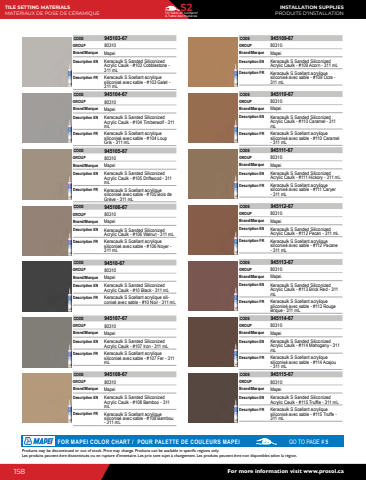 TILE SETTING MATERIALS
MATÉRIAUX DE POSE DE CÉRAMIQUE
S2
INSTALLATION SUPPLIES
PRODUITS D'INSTALLATION
CODE 945103-67
GROUP 80310
Brand/Marque Mapei
Description EN Keracaulk S Sanded Siliconized
Acrylic Caulk - #103 Cobblestone -
311 mL
Description FR Keracaulk S Scellant acrylique
siliconisé avec sable - #103 Galet -
311 mL
CODE 945104-67
GROUP 80310
Brand/Marque Mapei
Description EN Keracaulk S Sanded Siliconized
Acrylic Caulk - #104 Timberwolf - 311
mL
Description FR Keracaulk S Scellant acrylique
siliconisé avec sable - #104 Loup
Gris - 311 mL
CODE 945105-67
GROUP 80310
Brand/Marque Mapei
Description EN Keracaulk S Sanded Siliconized
Acrylic Caulk - #105 Driftwood - 311
mL
Description FR Keracaulk S Scellant acrylique
siliconisé avec sable - #105 Bois de
Grève - 311 mL
CODE 945106-67
GROUP 80310
Brand/Marque Mapei
Description EN Keracaulk S Sanded Siliconized
Acrylic Caulk - #106 Walnut - 311 mL
Description FR Keracaulk S Scellant acrylique
siliconisé avec sable - #106 Noyer -
311 mL
CODE 94510-67
GROUP 80310
Brand/Marque Mapei
Description EN Keracaulk S Sanded Siliconized
Acrylic Caulk - #10 Black - 311 mL
Description FR Keracaulk S Scellant acrylique sili-
conisé avec sable - #10 Noir - 311 mL
CODE 945107-67
GROUP 80310
Brand/Marque Mapei
Description EN Keracaulk S Sanded Siliconized
Acrylic Caulk - #107 Iron - 311 mL
Description FR Keracaulk S Scellant acrylique
siliconisé avec sable - #107 Fer - 311
mL
CODE 945108-67
GROUP 80310
Brand/Marque Mapei
Description EN Keracaulk S Sanded Siliconized
Acrylic Caulk - #108 Bamboo - 311
mL
Description FR Keracaulk S Scellant acrylique
siliconisé avec sable - #108 Bambou
- 311 mL
CODE 945109-67
GROUP 80310
Brand/Marque Mapei
Description EN Keracaulk S Sanded Siliconized
Acrylic Caulk - #109 Acorn - 311 mL
Description FR Keracaulk S Scellant acrylique
siliconisé avec sable - #109 Gland -
311 mL
CODE 945110-67
GROUP 80310
Brand/Marque Mapei
Description EN Keracaulk S Sanded Siliconized
Acrylic Caulk - #110 Caramel - 311
mL
Description FR Keracaulk S Scellant acrylique
siliconisé avec sable - #110 Caramel
- 311 mL
CODE 945111-67
GROUP 80310
Brand/Marque Mapei
Description EN Keracaulk S Sanded Siliconized
Acrylic Caulk - #111 Hickory - 311 mL
Description FR Keracaulk S Scellant acrylique
siliconisé avec sable - #111 Caryer
- 311 mL
CODE 945112-67
GROUP 80310
Brand/Marque Mapei
Description EN Keracaulk S Sanded Siliconized
Acrylic Caulk - #112 Pecan - 311 mL
Description FR Keracaulk S Scellant acrylique
siliconisé avec sable - #112 Pacane
- 311 mL
CODE 945113-67
GROUP 80310
Brand/Marque Mapei
Description EN Keracaulk S Sanded Siliconized
Acrylic Caulk - #113 Brick Red - 311
mL
Description FR Keracaulk S Scellant acrylique
siliconisé avec sable - #113 Rouge
Brique - 311 mL
CODE 945114-67
GROUP 80310
Brand/Marque Mapei
Description EN Keracaulk S Sanded Siliconized
Acrylic Caulk - #114 Mahogany - 311
mL
Description FR Keracaulk S Scellant acrylique
siliconisé avec sable - #114 Acajou
- 311 mL
CODE 945115-67
GROUP 80310
Brand/Marque Mapei
Description EN Keracaulk S Sanded Siliconized
Acrylic Caulk - #115 Truffle - 311 mL
Description FR Keracaulk S Scellant acrylique
siliconisé avec sable - #115 Truffe -
311 mL
MAPEI FOR MAPEI COLOR CHART / POUR PALETTE DE COULEURS MAPEI GO TO PAGE # 5
Products may be discontinued or out of stock. Price may change. Products can be available in specific regions only.
Les produits peuvent être discontinués ou en rupture d'inventaire. Les prix sont sujet à changement. Les produits peuvent être non disponibles selon la région.
158
For more information visit www.prosol.ca